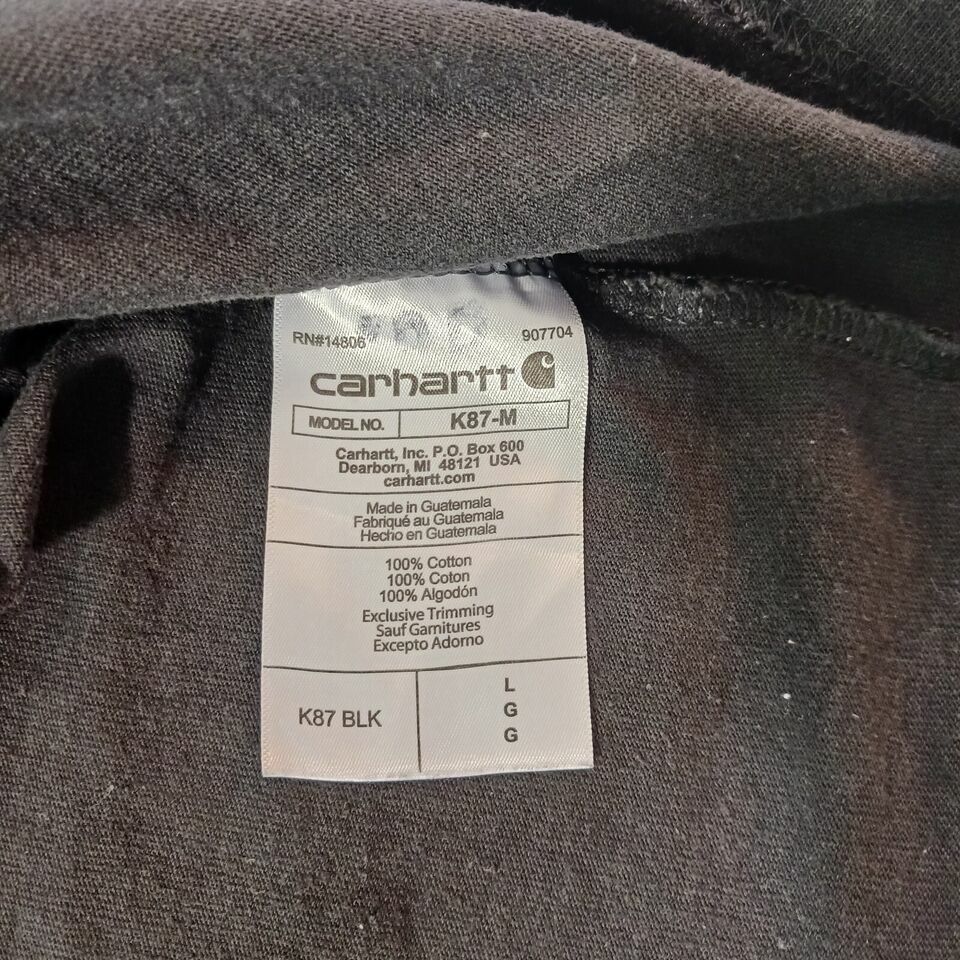 RN#14806 907704
carhartt
MODEL NO. K87-M
Carhartt, Inc. P.O. Box 600
Dearborn, MI 48121 USA
carhartt.com
Made in Guatemala
Fabriqué au Guatemala
Hecho en Guatemala
100% Cotton
100% Coton
100% Algodón
Exclusive Trimming
Sauf Garnitures
Excepto Adorno
K87 BLK
L
G
G